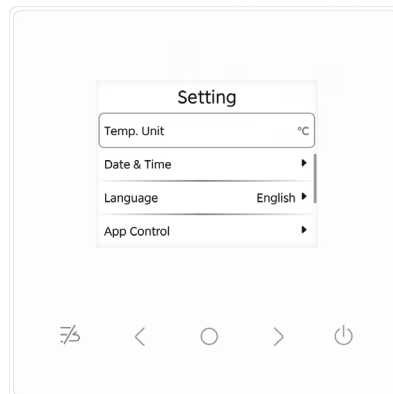 Setting
Temp. Unit °C
Date & Time
Language English
App Control